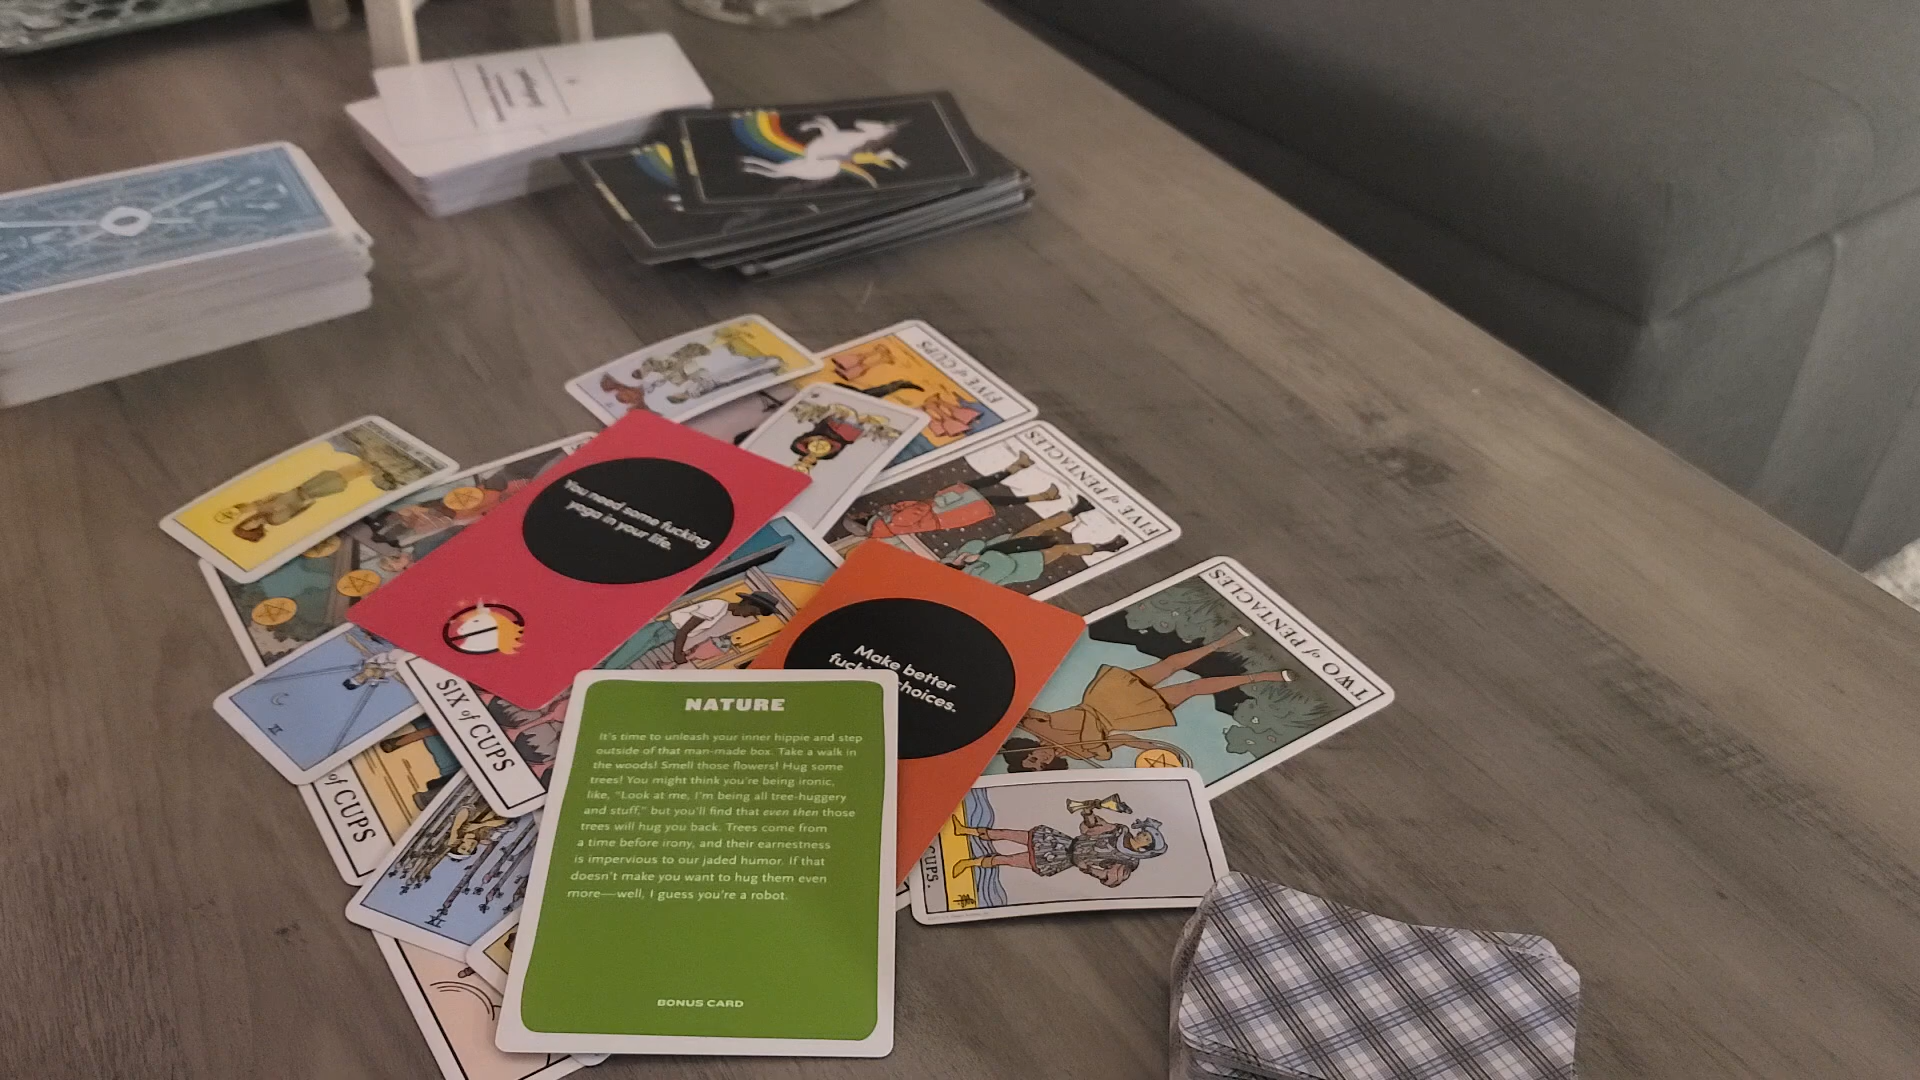 FIVE of CUPS
FIVE of PENTACLES
You need some fucking
yoga in your life.
TWO of PENTACLES
Make better
choices.
SIX of CUPS
of CUPS
CUPS.
II
NATURE
It's time to unleash your inner hippie and step
outside of that man-made box. Take a walk in
the woods! Smell those flowers! Hug some
trees! You might think you're being ironic,
like, "Look at me, I'm being all tree-huggery
and stuff," but you'll find that even then those
trees will hug you back. Trees come from
a time before irony, and their earnestness
is impervious to our jaded humor. If that
doesn't make you want to hug them even
more—well, I guess you're a robot.
BONUS CARD